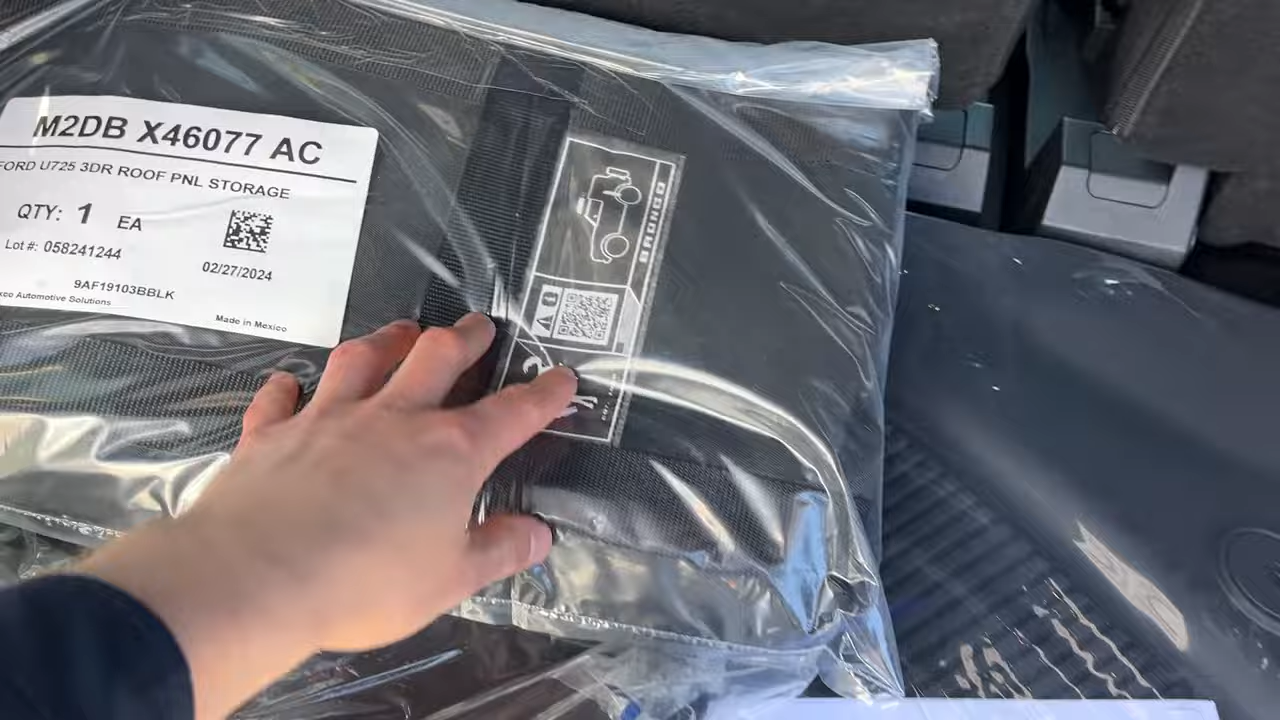 M2DB X46077 AC
FORD U725 3DR ROOF PNL STORAGE
QTY: 1 EA
Lot #: 058241244
02/27/2024
9AF19103BBLK
Automotive Solutions
Made in Mexico
BRONCO